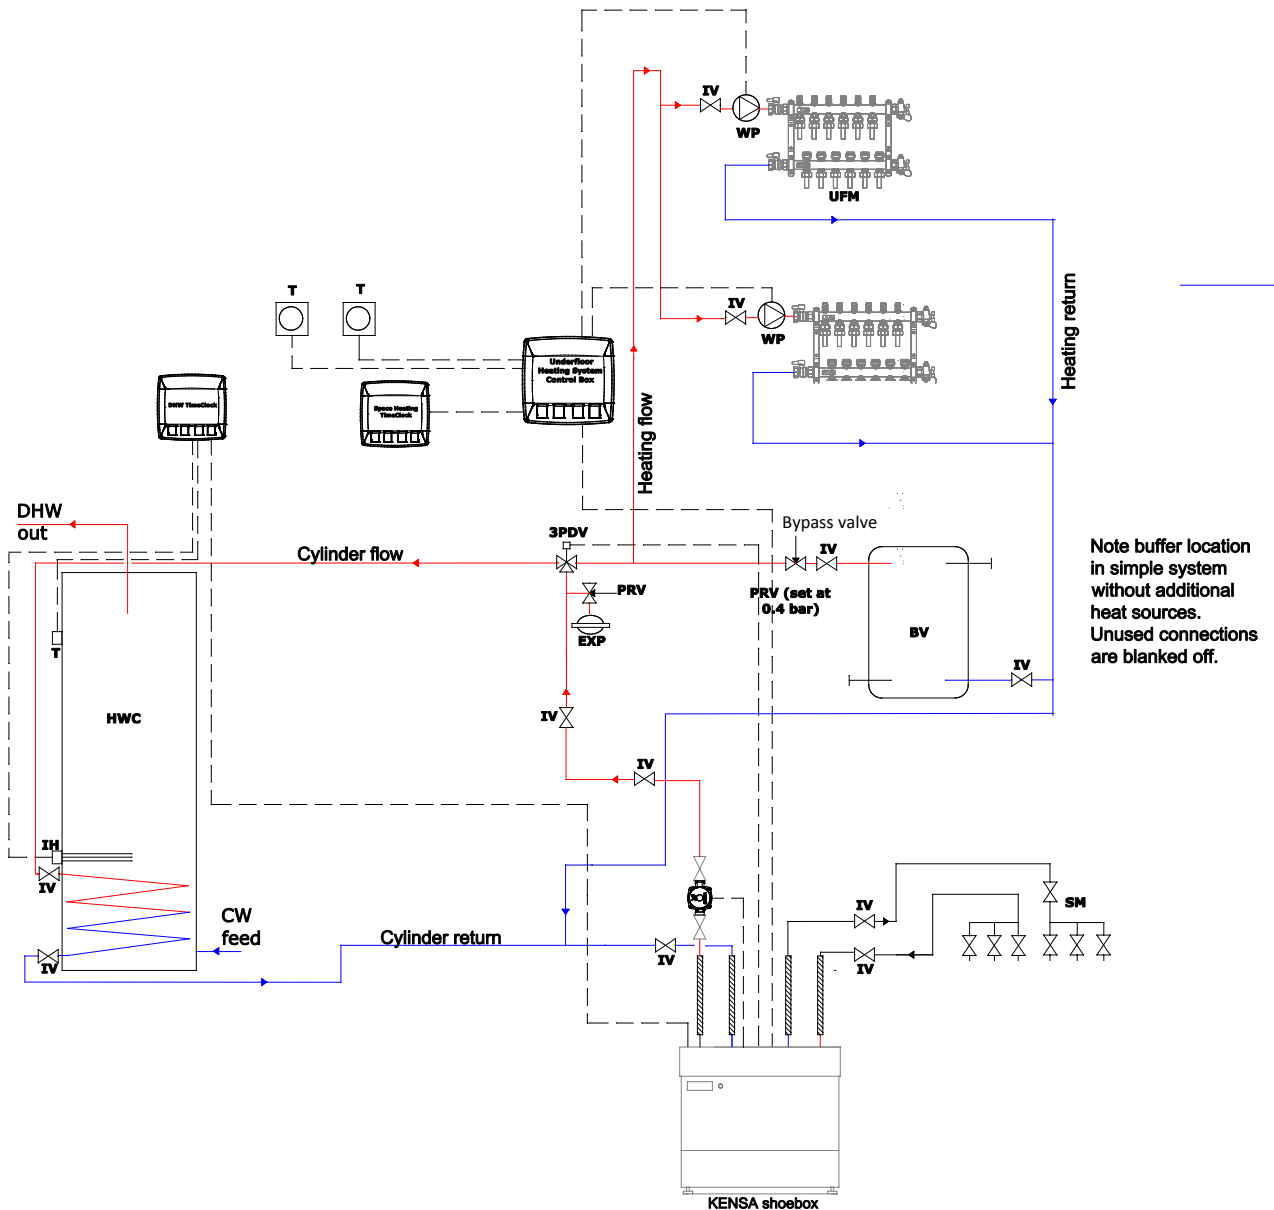 IV
WP
UFM
T
T
IV
WP
Underfloor
Heating System
Control Box
DHW TimeClock
Space Heating
TimeClock
Heating flow
Heating return
DHW
out
3PDV
Bypass valve
Cylinder flow
IV
PRV
PRV (set at
0.4 bar)
EXP
BV
Note buffer location
in simple system
without additional
heat sources.
Unused connections
are blanked off.
T
IV
HWC
IV
IV
IH
IV
CW
feed
IV
SM
Cylinder return
IV
IV
IV
KENSA shoebox